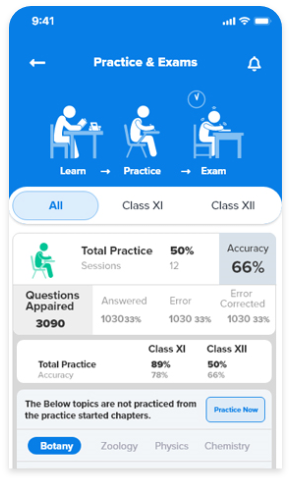 9:41
Practice & Exams
Learn → Practice → Exam
All Class XI Class XII
Total Practice 50% Accuracy
Sessions 12 66%
Questions Appaired Answered Error Error Corrected
3090 1030 33% 1030 33% 1030 33%
Class XI Class XII
Total Practice 89% 50%
Accuracy 78% 66%
The Below topics are not practiced from
the practice started chapters.
Practice Now
Botany Zoology Physics Chemistry